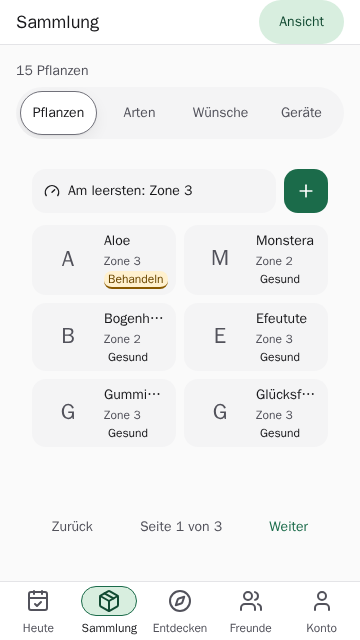 Sammlung
Ansicht
15 Pflanzen
Pflanzen
Arten
Wünsche
Geräte
Am leersten: Zone 3
A
Aloe
Zone 3
Behandeln
M
Monstera
Zone 2
Gesund
B
Bogenh···
Zone 2
Gesund
E
Efeutute
Zone 3
Gesund
G
Gummi···
Zone 3
Gesund
G
Glücksf···
Zone 3
Gesund
Zurück
Seite 1 von 3
Weiter
Heute
Sammlung
Entdecken
Freunde
Konto